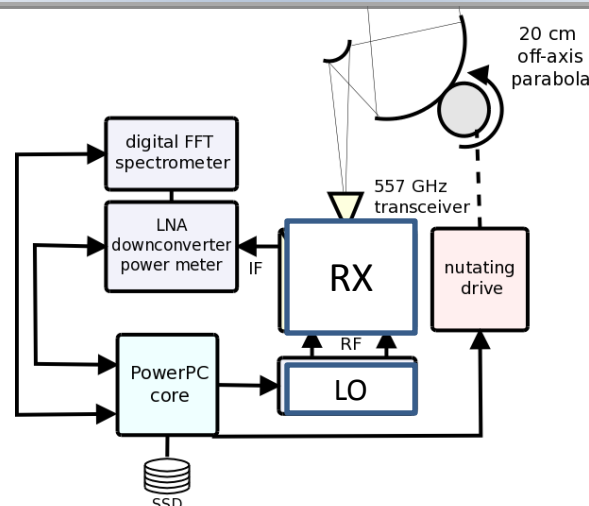 20 cm
off-axis
parabola
digital FFT
spectrometer
557 GHz
transceiver
LNA
downconverter
power meter
IF
RX
nutating
drive
RF
PowerPC
core
LO
SSD